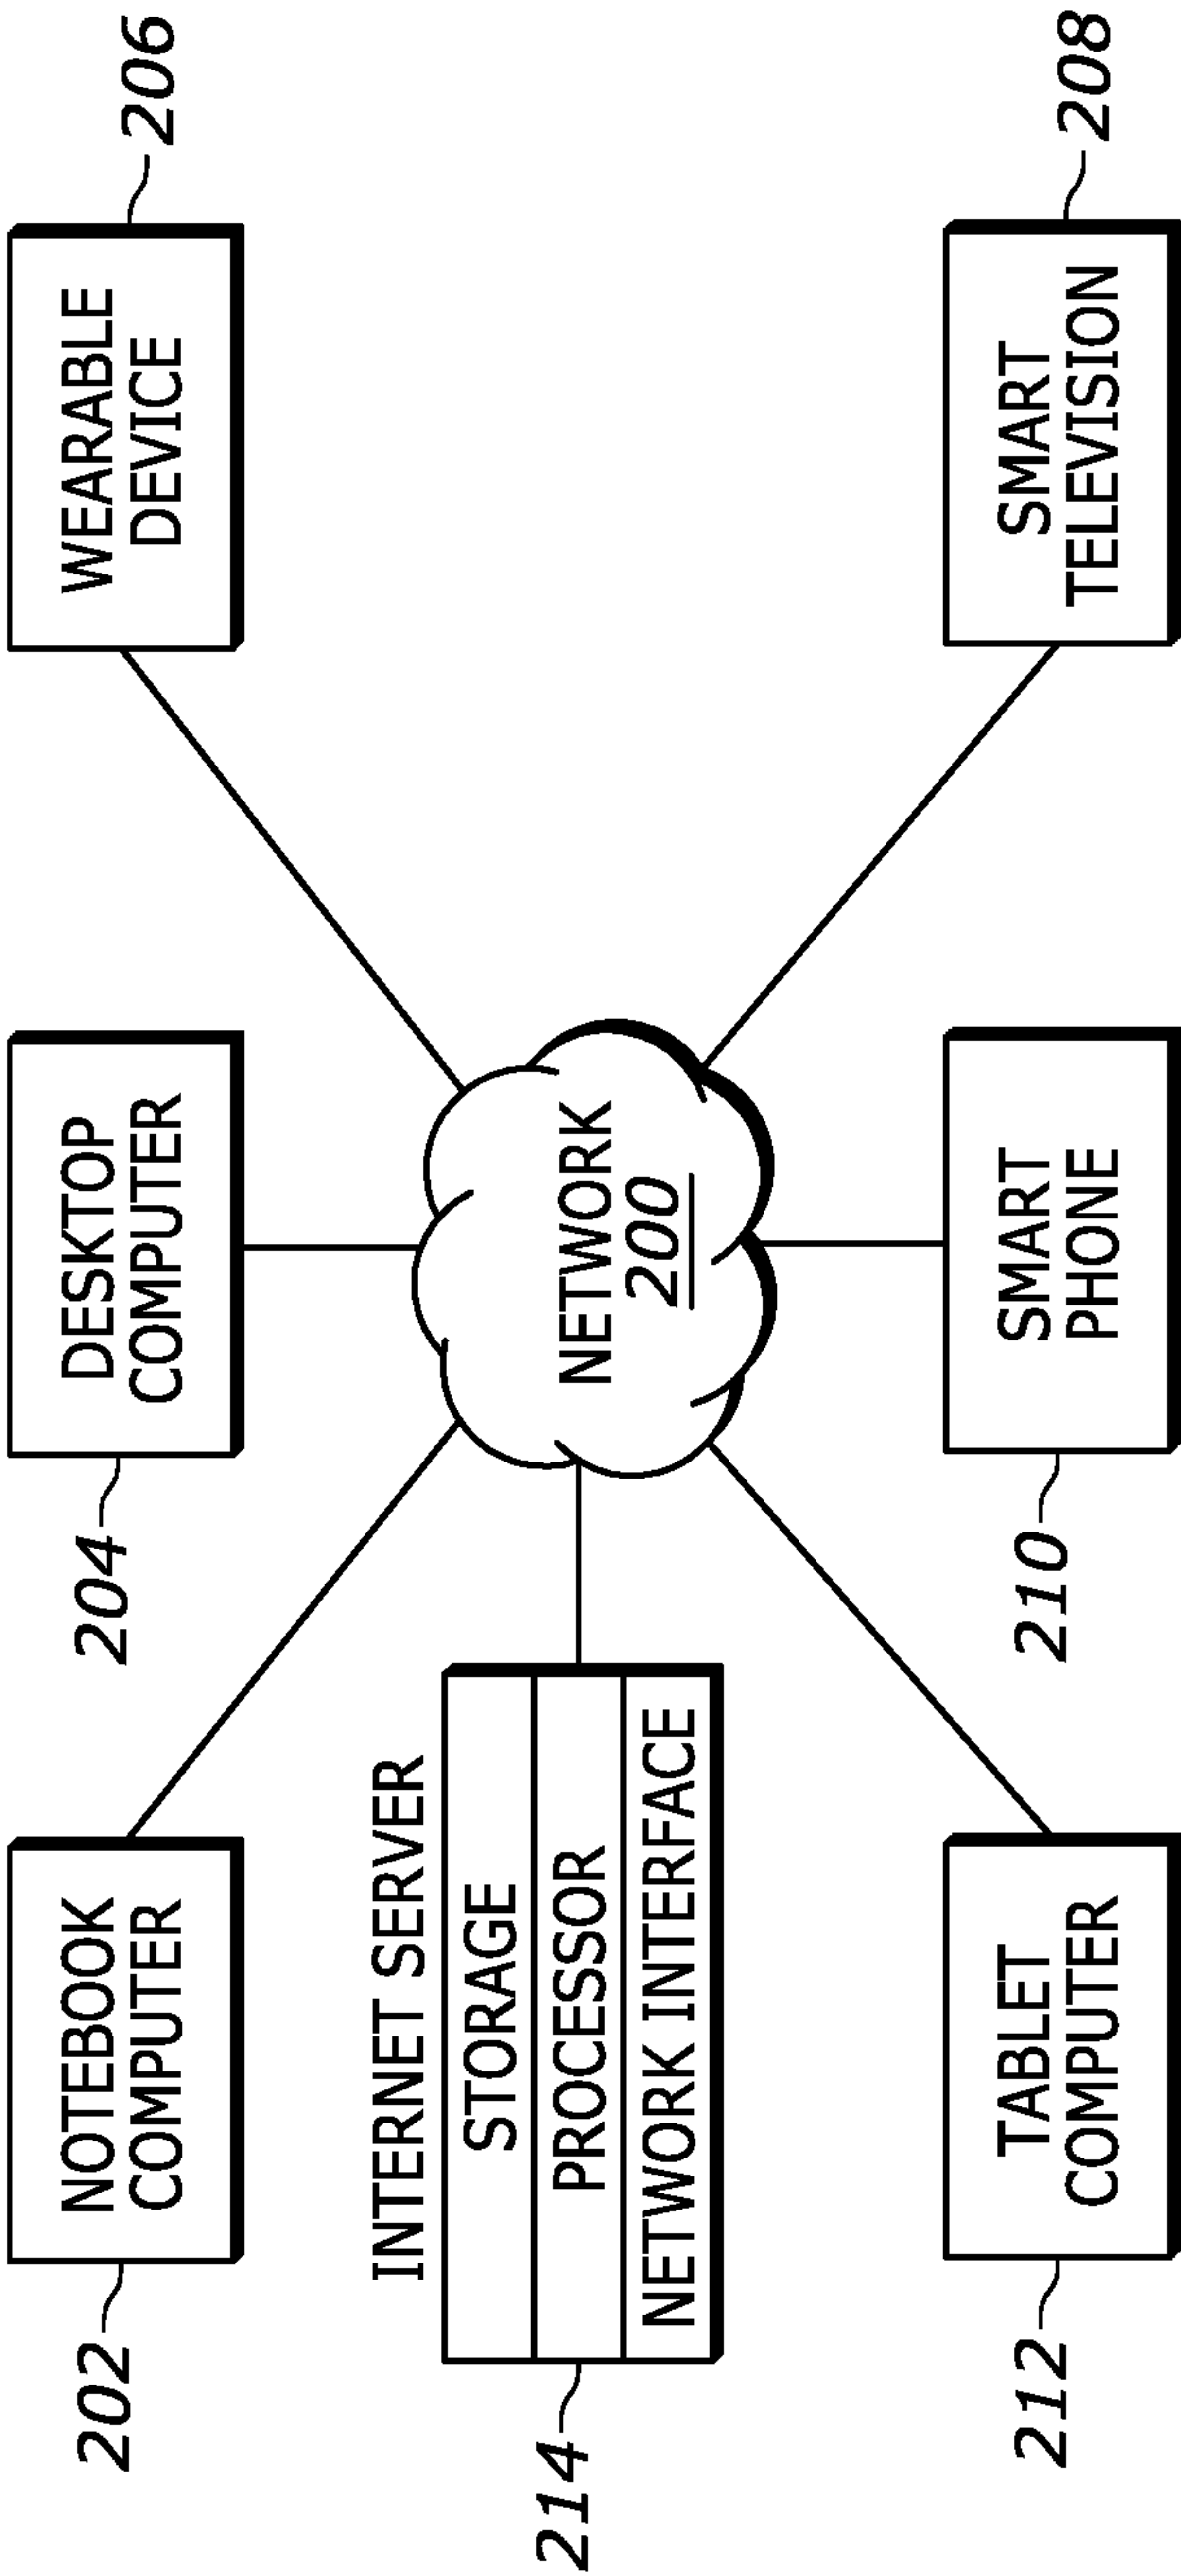 202
NOTEBOOK
COMPUTER
204
DESKTOP
COMPUTER
206
WEARABLE
DEVICE
INTERNET SERVER
214
STORAGE
PROCESSOR
NETWORK INTERFACE
NETWORK
200
212
TABLET
COMPUTER
210
SMART
PHONE
SMART
TELEVISION
208